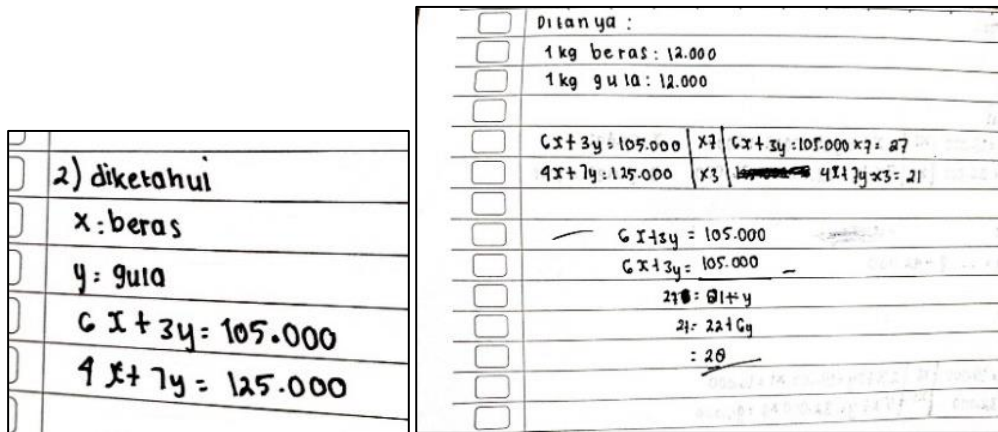 2) diketahui
x : beras
y : gula
6x + 3y = 105.000
4x + 7y = 125.000
Ditanya :
1 kg beras : 12.000
1 kg gula : 12.000
6x + 3y = 105.000 | x7 | 6x + 3y = 105.000 x 7 = 27
4x + 7y = 125.000 | x3 | 4x + 7y x 3 = 21
6x + 3y = 105.000
6x + 3y = 105.000 -
21 = 22 + 6y
= 28